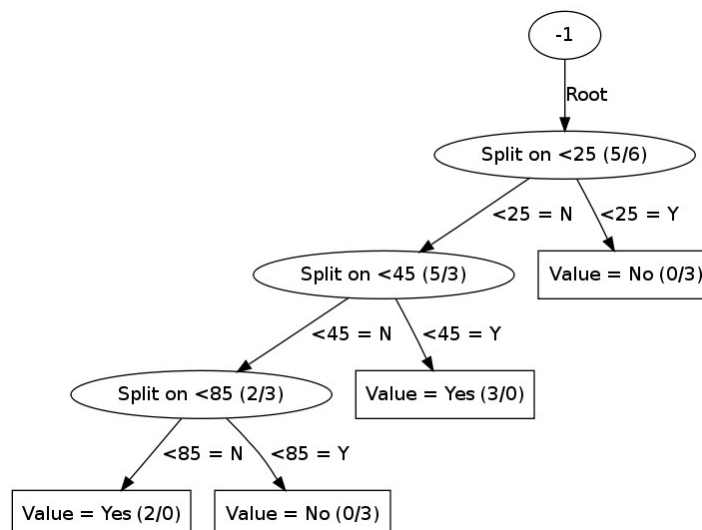 -1
Root
Split on <25 (5/6)
<25 = N
<25 = Y
Split on <45 (5/3)
Value = No (0/3)
<45 = N
<45 = Y
Split on <85 (2/3)
Value = Yes (3/0)
<85 = N
<85 = Y
Value = Yes (2/0)
Value = No (0/3)